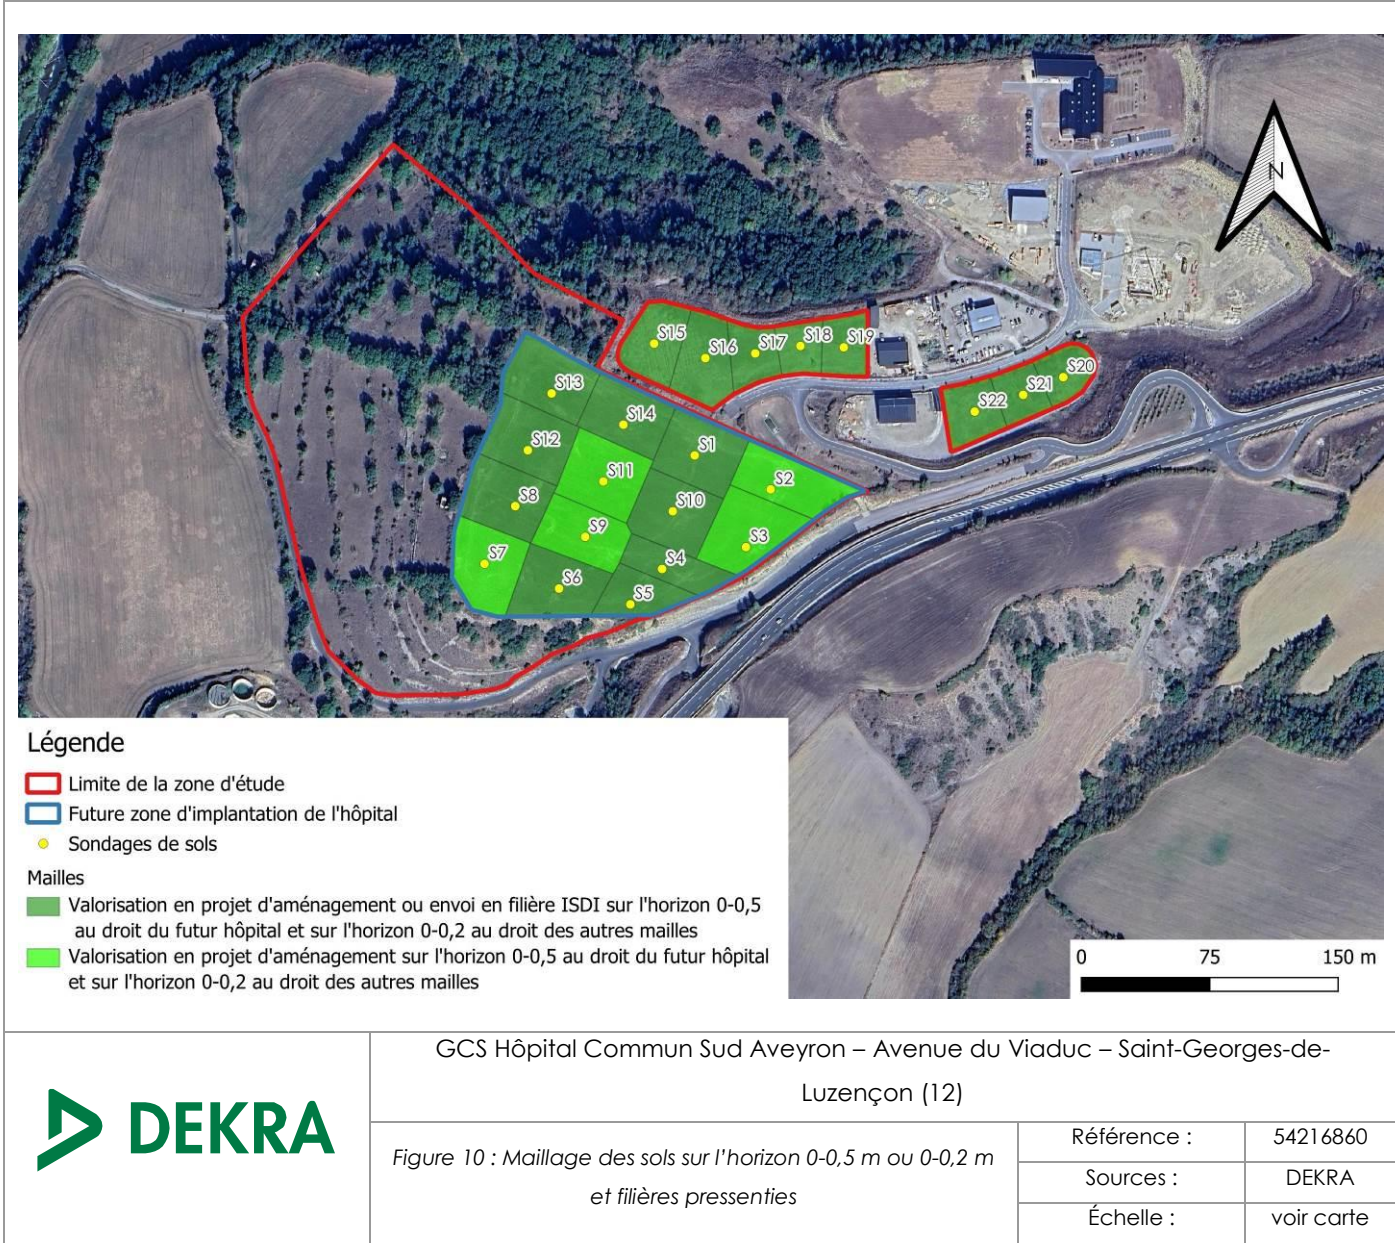 N
S15
S16
S17
S18
S19
S20
S21
S22
S13
S14
S12
S11
S1
S2
S8
S10
S9
S3
S7
S6
S4
S5
Légende
Limite de la zone d'étude
Future zone d'implantation de l'hôpital
Sondages de sols
Mailles
Valorisation en projet d'aménagement ou envoi en filière ISDI sur l'horizon 0-0,5
au droit du futur hôpital et sur l'horizon 0-0,2 au droit des autres mailles
Valorisation en projet d'aménagement sur l'horizon 0-0,5 au droit du futur hôpital
et sur l'horizon 0-0,2 au droit des autres mailles
0 75 150 m
DEKRA
GCS Hôpital Commun Sud Aveyron – Avenue du Viaduc – Saint-Georges-de-
Luzençon (12)
Figure 10 : Maillage des sols sur l'horizon 0-0,5 m ou 0-0,2 m
et filières pressenties
Référence : 54216860
Sources : DEKRA
Échelle : voir carte